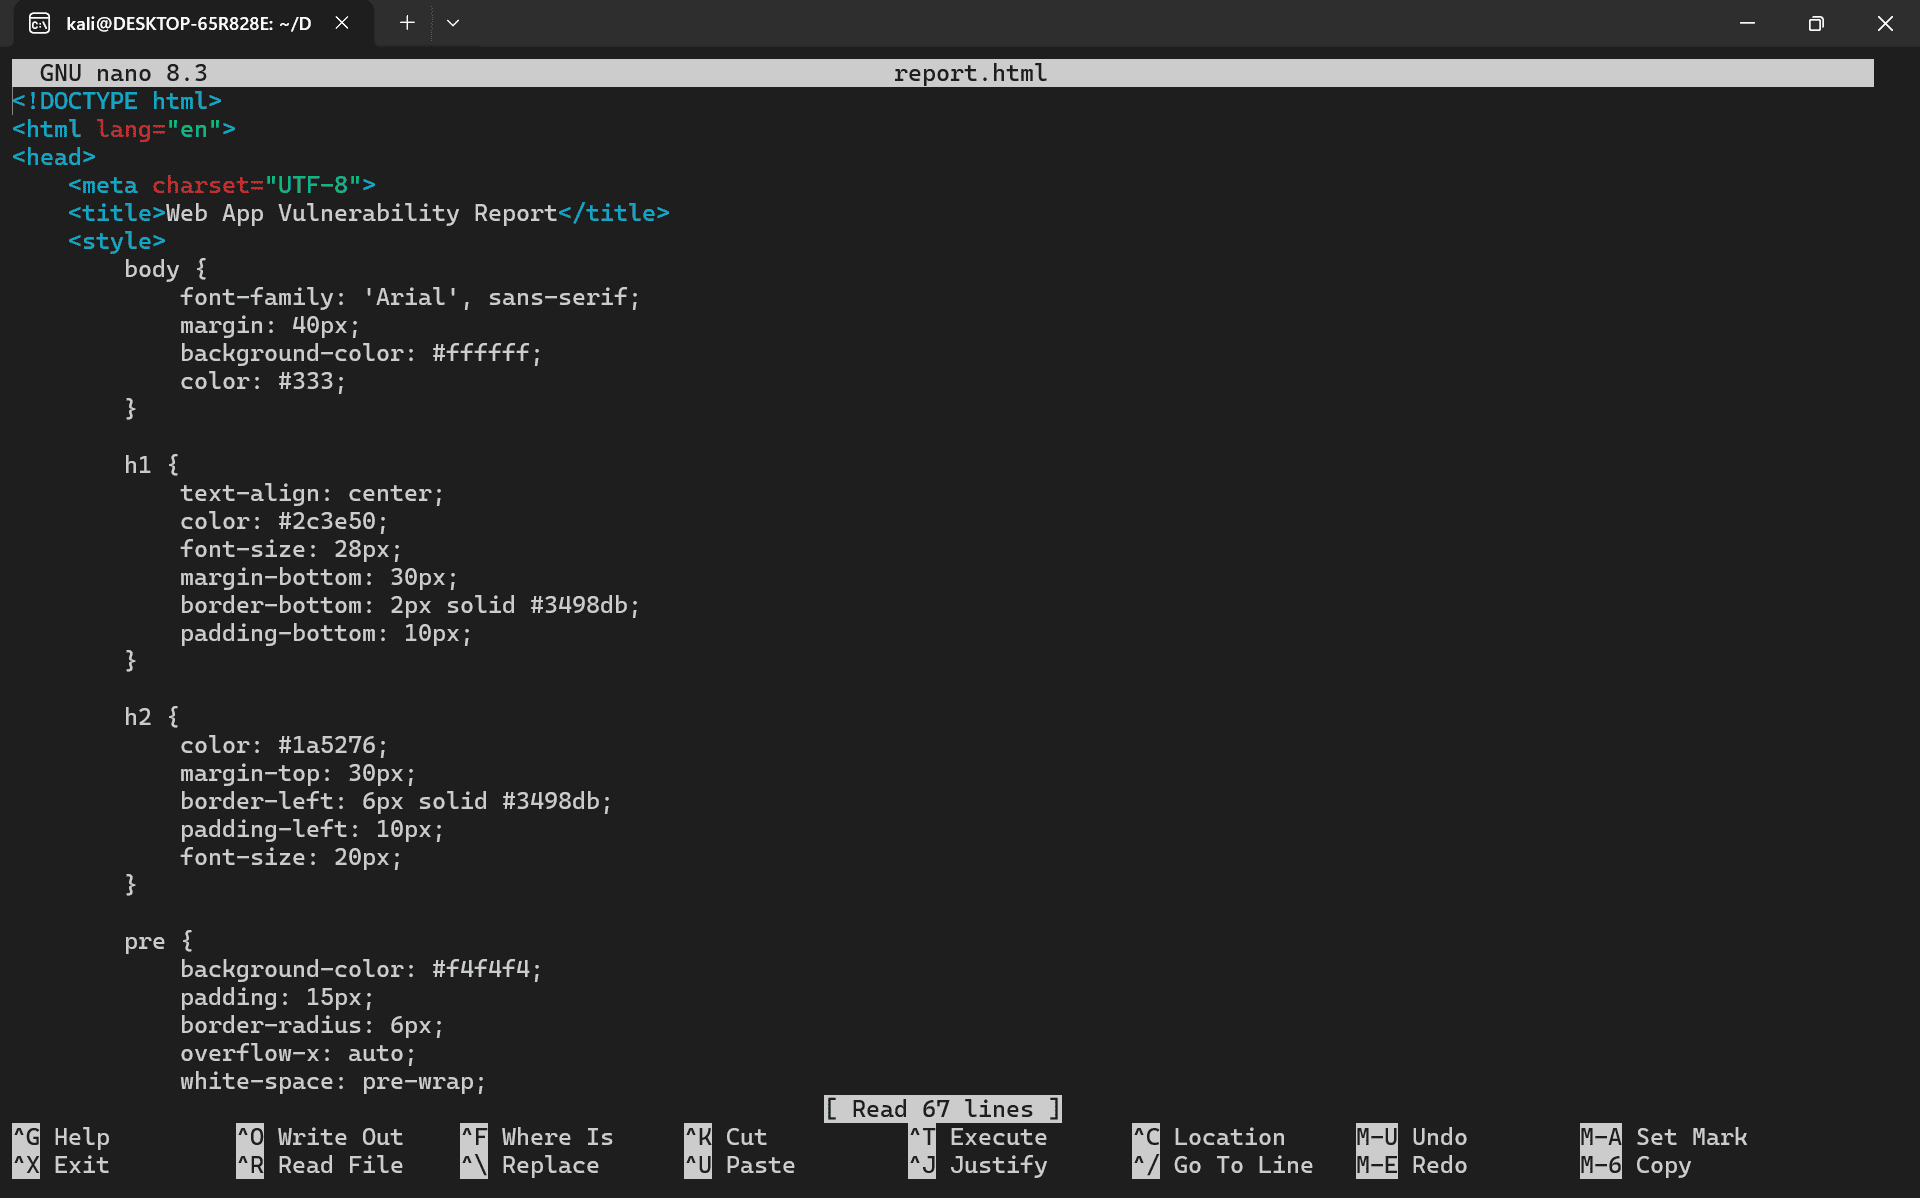 kali@DESKTOP-65R828E: ~/D
GNU nano 8.3 report.html
<!DOCTYPE html>
<html lang="en">
<head>
    <meta charset="UTF-8">
    <title>Web App Vulnerability Report</title>
    <style>
        body {
            font-family: 'Arial', sans-serif;
            margin: 40px;
            background-color: #ffffff;
            color: #333;
        }

        h1 {
            text-align: center;
            color: #2c3e50;
            font-size: 28px;
            margin-bottom: 30px;
            border-bottom: 2px solid #3498db;
            padding-bottom: 10px;
        }

        h2 {
            color: #1a5276;
            margin-top: 30px;
            border-left: 6px solid #3498db;
            padding-left: 10px;
            font-size: 20px;
        }

        pre {
            background-color: #f4f4f4;
            padding: 15px;
            border-radius: 6px;
            overflow-x: auto;
            white-space: pre-wrap;
[ Read 67 lines ]
^G Help ^O Write Out ^F Where Is ^K Cut ^T Execute ^C Location M-U Undo M-A Set Mark
^X Exit ^R Read File ^\ Replace ^U Paste ^J Justify ^/ Go To Line M-E Redo M-6 Copy